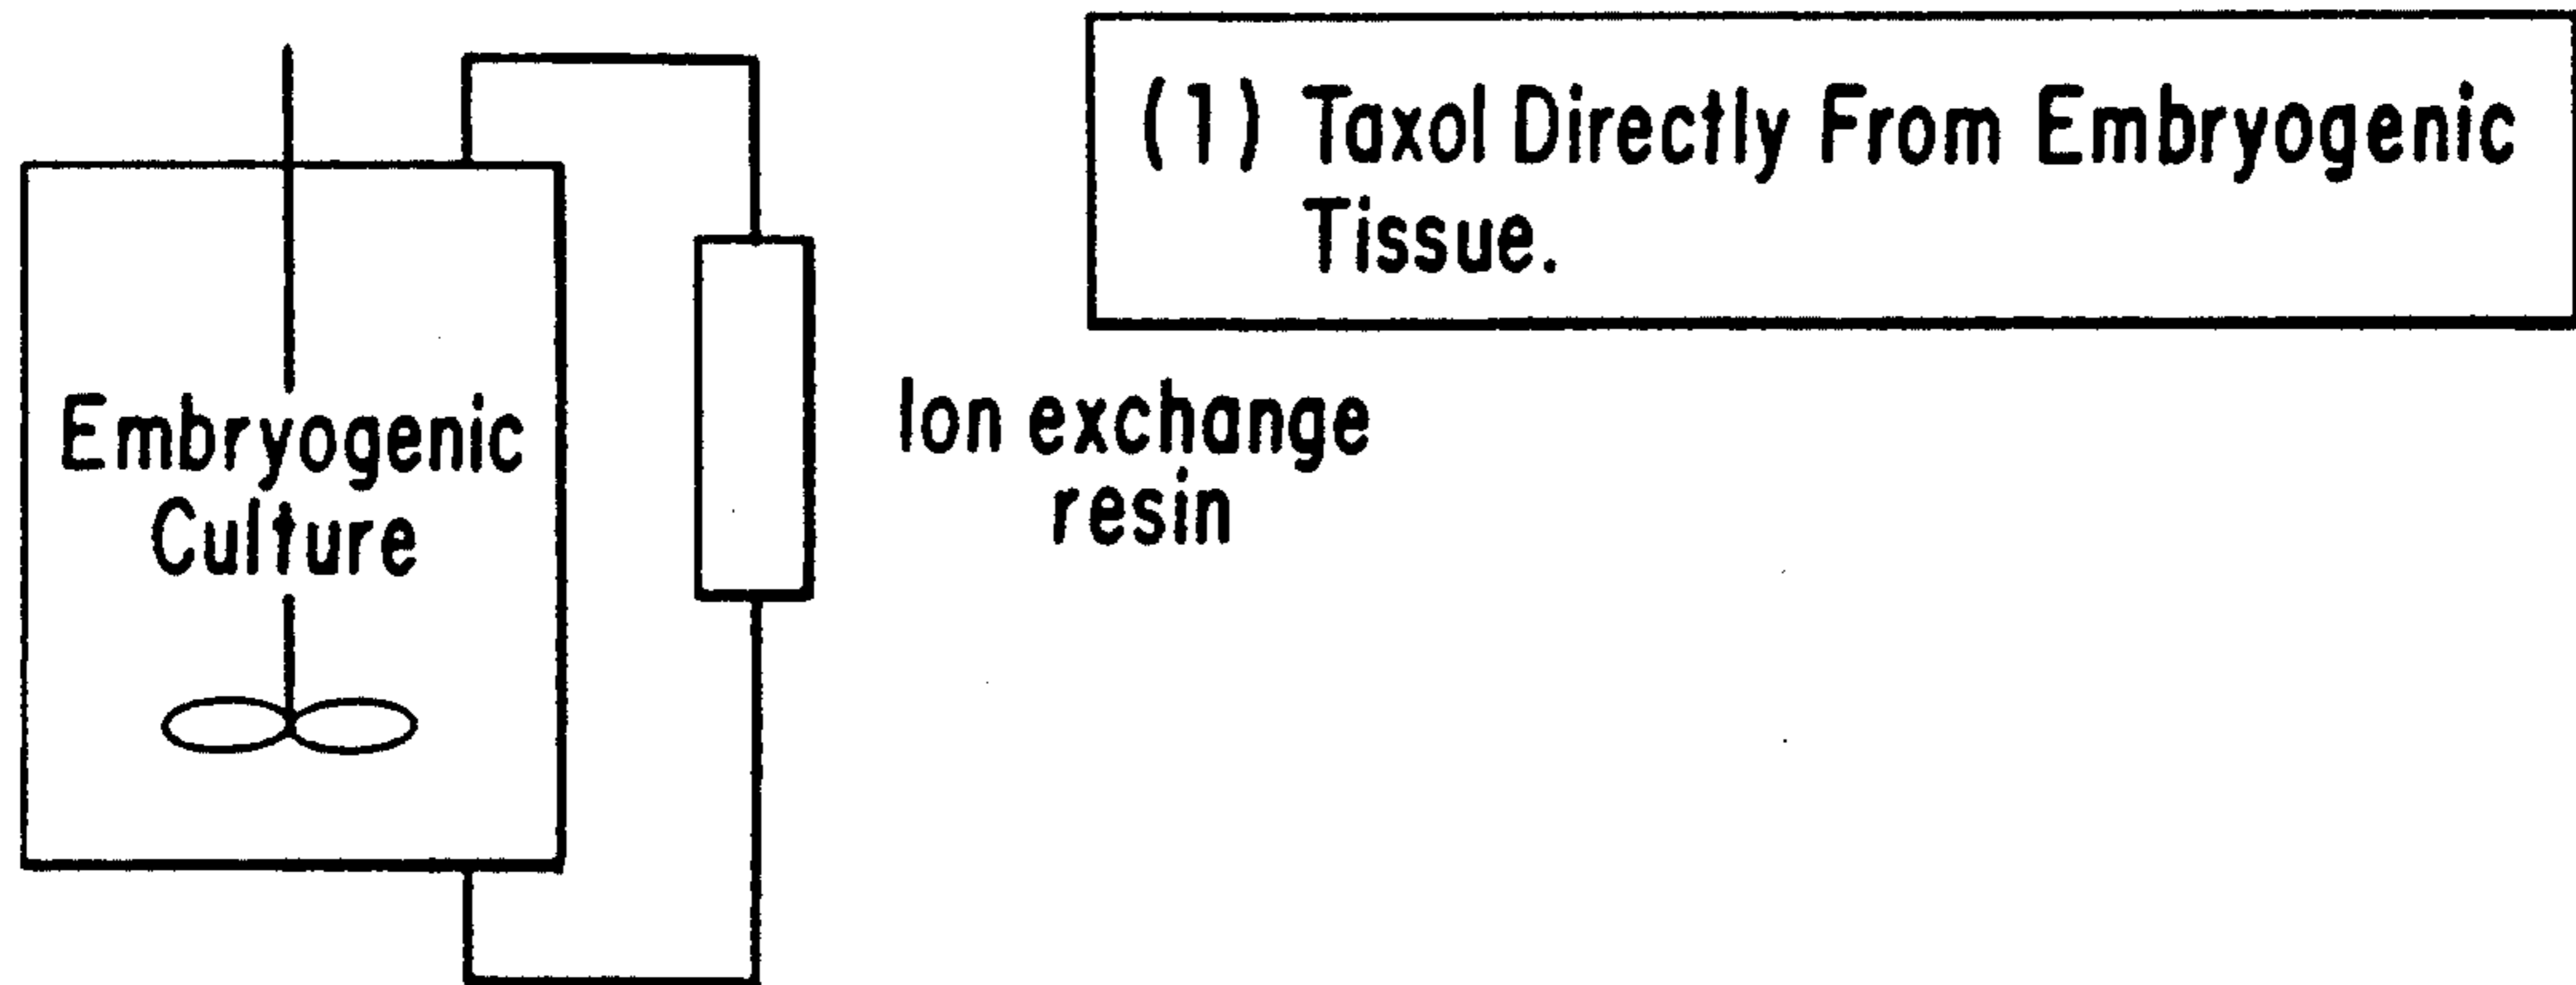 (1) Taxol Directly From Embryogenic
Tissue.
Embryogenic
Culture
Ion exchange
resin